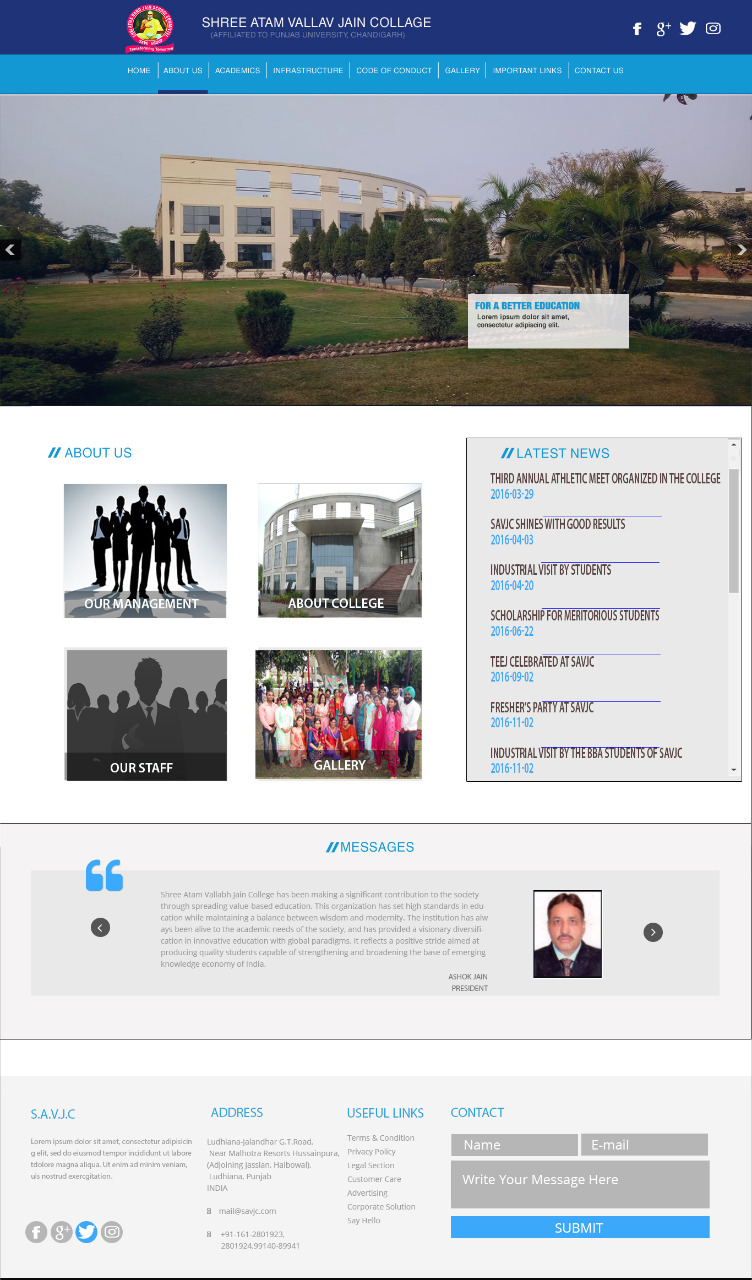 SHREE ATAM VALLAV JAIN COLLAGE
(AFFILIATED TO PUNJAB UNIVERSITY, CHANDIGARH)
HOME ABOUT US ACADEMICS INFRASTRUCTURE CODE OF CONDUCT GALLERY IMPORTANT LINKS CONTACT US
FOR A BETTER EDUCATION
Lorem ipsum dolor sit amet,
consectetur adipiacing elit.
ABOUT US
OUR MANAGEMENT
ABOUT COLLEGE
OUR STAFF
GALLERY
LATEST NEWS
THIRD ANNUAL ATHLETIC MEET ORGANIZED IN THE COLLEGE
2016-03-29
SAVJC SHINES WITH GOOD RESULTS
2016-04-03
INDUSTRIAL VISIT BY STUDENTS
2016-04-20
SCHOLARSHIP FOR MERITORIOUS STUDENTS
2016-06-22
TEEJ CELEBRATED AT SAVJC
2016-09-02
FRESHER'S PARTY AT SAVJC
2016-11-02
INDUSTRIAL VISIT BY THE BBA STUDENTS OF SAVJC
2016-11-02
MESSAGES
Shree Atam Vallabh Jain College has been making a significant contribution to the society
through spreading value based education. This organization has set high standards in edu
cation while maintaining a balance between wisdom and modernity. The institution has alw
ays been alive to the academic needs of the society, and has provided a visionary diversifi-
cation in innovative education with global paradigms. It reflects a positive stride aimed at
producing quality students capable of strengthening and broadening the base of emerging
knowledge economy of India.
ASHOK JAIN
PRESIDENT
S.A.V.J.C
Lorem ipsum dolor sit amet, consectetur adipisicin
g elit, sed do eiusmod tempor incididunt ut labore
tdolore magna aliqua. Ut enim ad minim veniam,
uis nostrud exercgitation.
ADDRESS
Ludhiana-Jalandhar G.T.Road,
Near Malhotra Resorts Hussainpura,
(Adjoining Jassian, Haibowal),
Ludhiana, Punjab
INDIA
mail@savjc.com
+91-161-2801923,
2801924,99140-89941
USEFUL LINKS
Terms & Condition
Privacy Policy
Legal Section
Customer Care
Advertising
Corporate Solution
Say Hello
CONTACT
Name E-mail
Write Your Message Here
SUBMIT